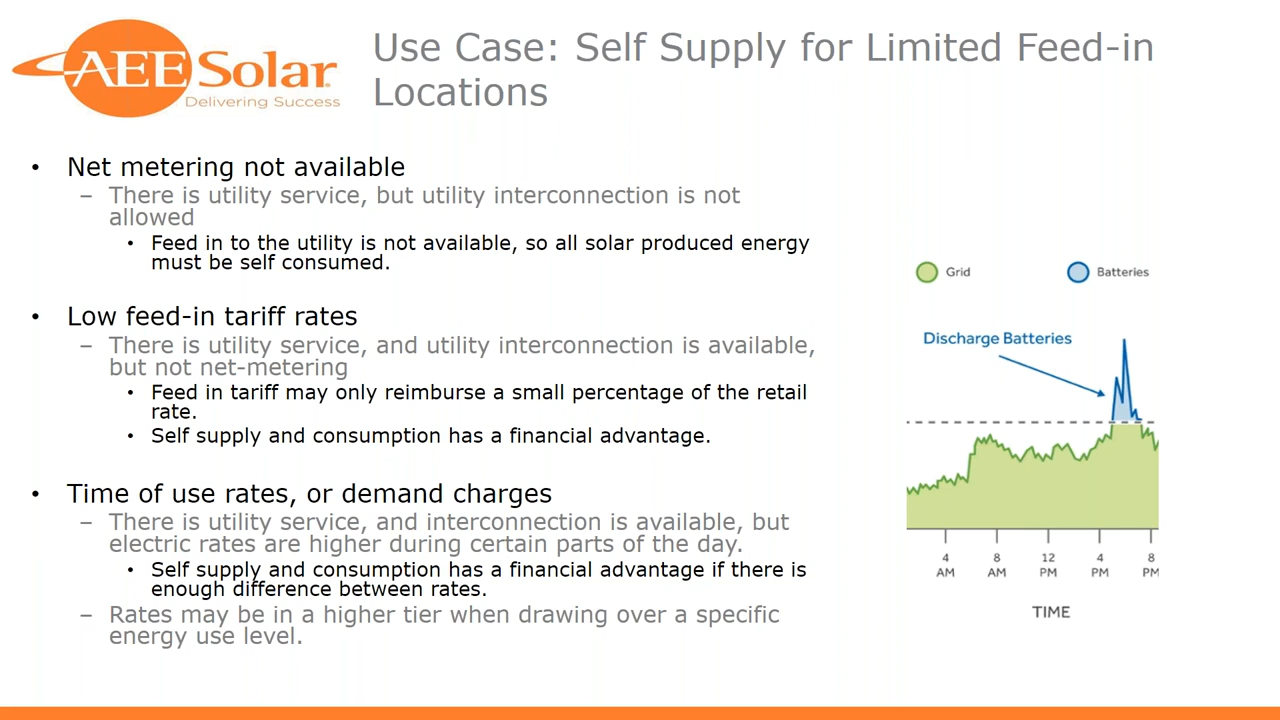 AEE Solar
Delivering Success
Use Case: Self Supply for Limited Feed-in
Locations
• Net metering not available
– There is utility service, but utility interconnection is not
allowed
• Feed in to the utility is not available, so all solar produced energy
must be self consumed.
• Low feed-in tariff rates
– There is utility service, and utility interconnection is available,
but not net-metering
• Feed in tariff may only reimburse a small percentage of the retail
rate.
• Self supply and consumption has a financial advantage.
• Time of use rates, or demand charges
– There is utility service, and interconnection is available, but
electric rates are higher during certain parts of the day.
• Self supply and consumption has a financial advantage if there is
enough difference between rates.
– Rates may be in a higher tier when drawing over a specific
energy use level.
Grid Batteries
Discharge Batteries
4 8 12 4 8
AM AM PM PM PM
TIME